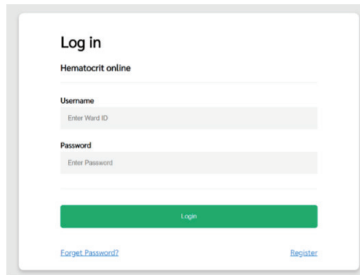 Log in
Hematocrit online
Username
Enter Ward ID
Password
Enter Password
Login
Forget Password?
Register